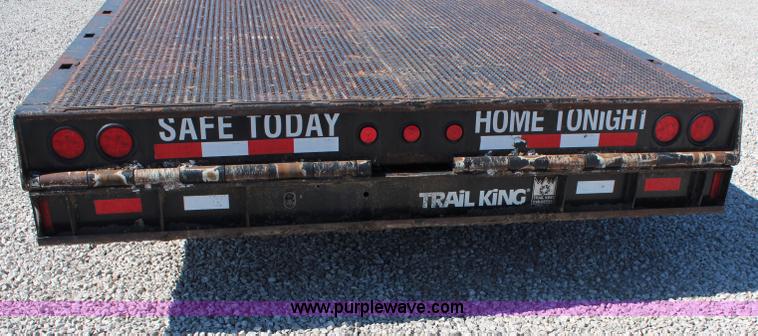 SAFE TODAY HOME TONIGHT
TRAIL KING®
www.purplewave.com